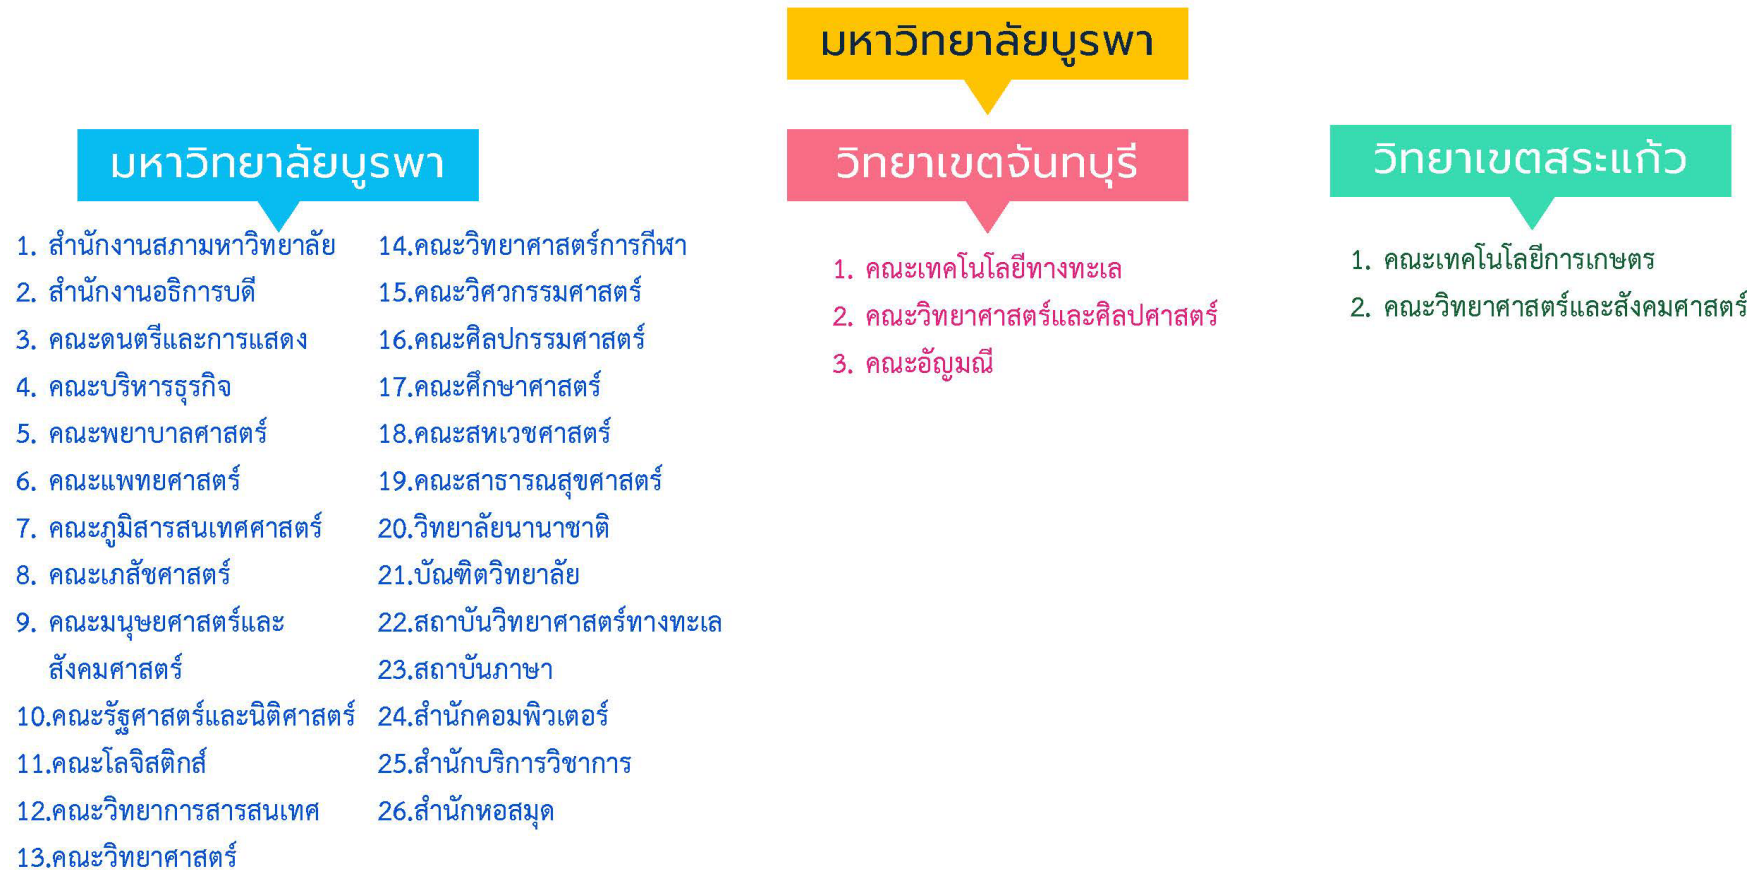 มหาวิทยาลัยบูรพา
มหาวิทยาลัยบูรพา
1. สำนักงานสภามหาวิทยาลัย
2. สำนักงานอธิการบดี
3. คณะดนตรีและการแสดง
4. คณะบริหารธุรกิจ
5. คณะพยาบาลศาสตร์
6. คณะแพทยศาสตร์
7. คณะภูมิสารสนเทศศาสตร์
8. คณะเภสัชศาสตร์
9. คณะมนุษยศาสตร์และ
สังคมศาสตร์
10.คณะรัฐศาสตร์และนิติศาสตร์
11.คณะโลจิสติกส์
12.คณะวิทยาการสารสนเทศ
13.คณะวิทยาศาสตร์
14.คณะวิทยาศาสตร์การกีฬา
15.คณะวิศวกรรมศาสตร์
16.คณะศิลปกรรมศาสตร์
17.คณะศึกษาศาสตร์
18.คณะสหเวชศาสตร์
19.คณะสาธารณสุขศาสตร์
20.วิทยาลัยนานาชาติ
21.บัณฑิตวิทยาลัย
22.สถาบันวิทยาศาสตร์ทางทะเล
23.สถาบันภาษา
24.สำนักคอมพิวเตอร์
25.สำนักบริการวิชาการ
26.สำนักหอสมุด
วิทยาเขตจันทบุรี
1. คณะเทคโนโลยีทางทะเล
2. คณะวิทยาศาสตร์และศิลปศาสตร์
3. คณะอัญมณี
วิทยาเขตสระแก้ว
1. คณะเทคโนโลยีการเกษตร
2. คณะวิทยาศาสตร์และสังคมศาสตร์